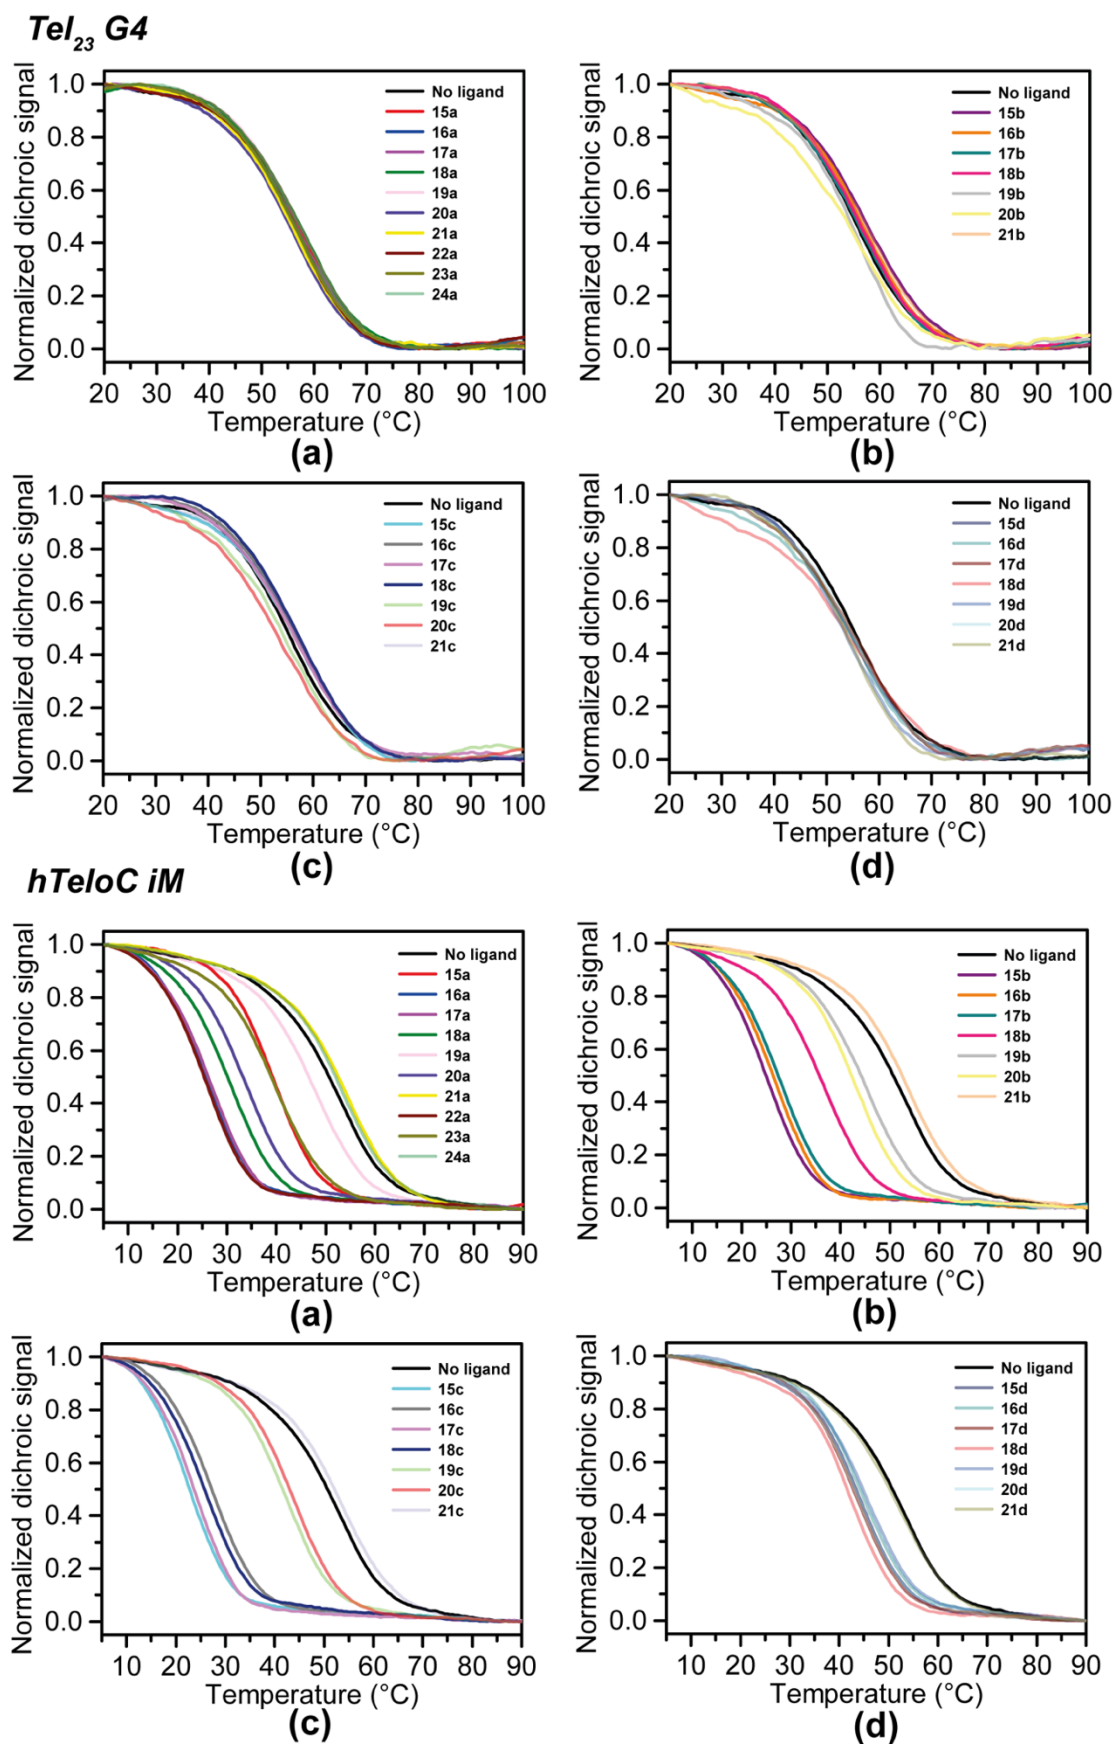 Tel23 G4
Normalized dichroic signal
1.0
0.8
0.6
0.4
0.2
0.0
No ligand
15a
16a
17a
18a
19a
20a
21a
22a
23a
24a
20 30 40 50 60 70 80 90 100
Temperature (°C)
(a)
Normalized dichroic signal
1.0
0.8
0.6
0.4
0.2
0.0
No ligand
15b
16b
17b
18b
19b
20b
21b
20 30 40 50 60 70 80 90 100
Temperature (°C)
(b)
Normalized dichroic signal
1.0
0.8
0.6
0.4
0.2
0.0
No ligand
15c
16c
17c
18c
19c
20c
21c
20 30 40 50 60 70 80 90 100
Temperature (°C)
(c)
Normalized dichroic signal
1.0
0.8
0.6
0.4
0.2
0.0
No ligand
15d
16d
17d
18d
19d
20d
21d
20 30 40 50 60 70 80 90 100
Temperature (°C)
(d)
hTeloC iM
Normalized dichroic signal
1.0
0.8
0.6
0.4
0.2
0.0
No ligand
15a
16a
17a
18a
19a
20a
21a
22a
23a
24a
10 20 30 40 50 60 70 80 90
Temperature (°C)
(a)
Normalized dichroic signal
1.0
0.8
0.6
0.4
0.2
0.0
No ligand
15b
16b
17b
18b
19b
20b
21b
10 20 30 40 50 60 70 80 90
Temperature (°C)
(b)
Normalized dichroic signal
1.0
0.8
0.6
0.4
0.2
0.0
No ligand
15c
16c
17c
18c
19c
20c
21c
10 20 30 40 50 60 70 80 90
Temperature (°C)
(c)
Normalized dichroic signal
1.0
0.8
0.6
0.4
0.2
0.0
No ligand
15d
16d
17d
18d
19d
20d
21d
10 20 30 40 50 60 70 80 90
Temperature (°C)
(d)